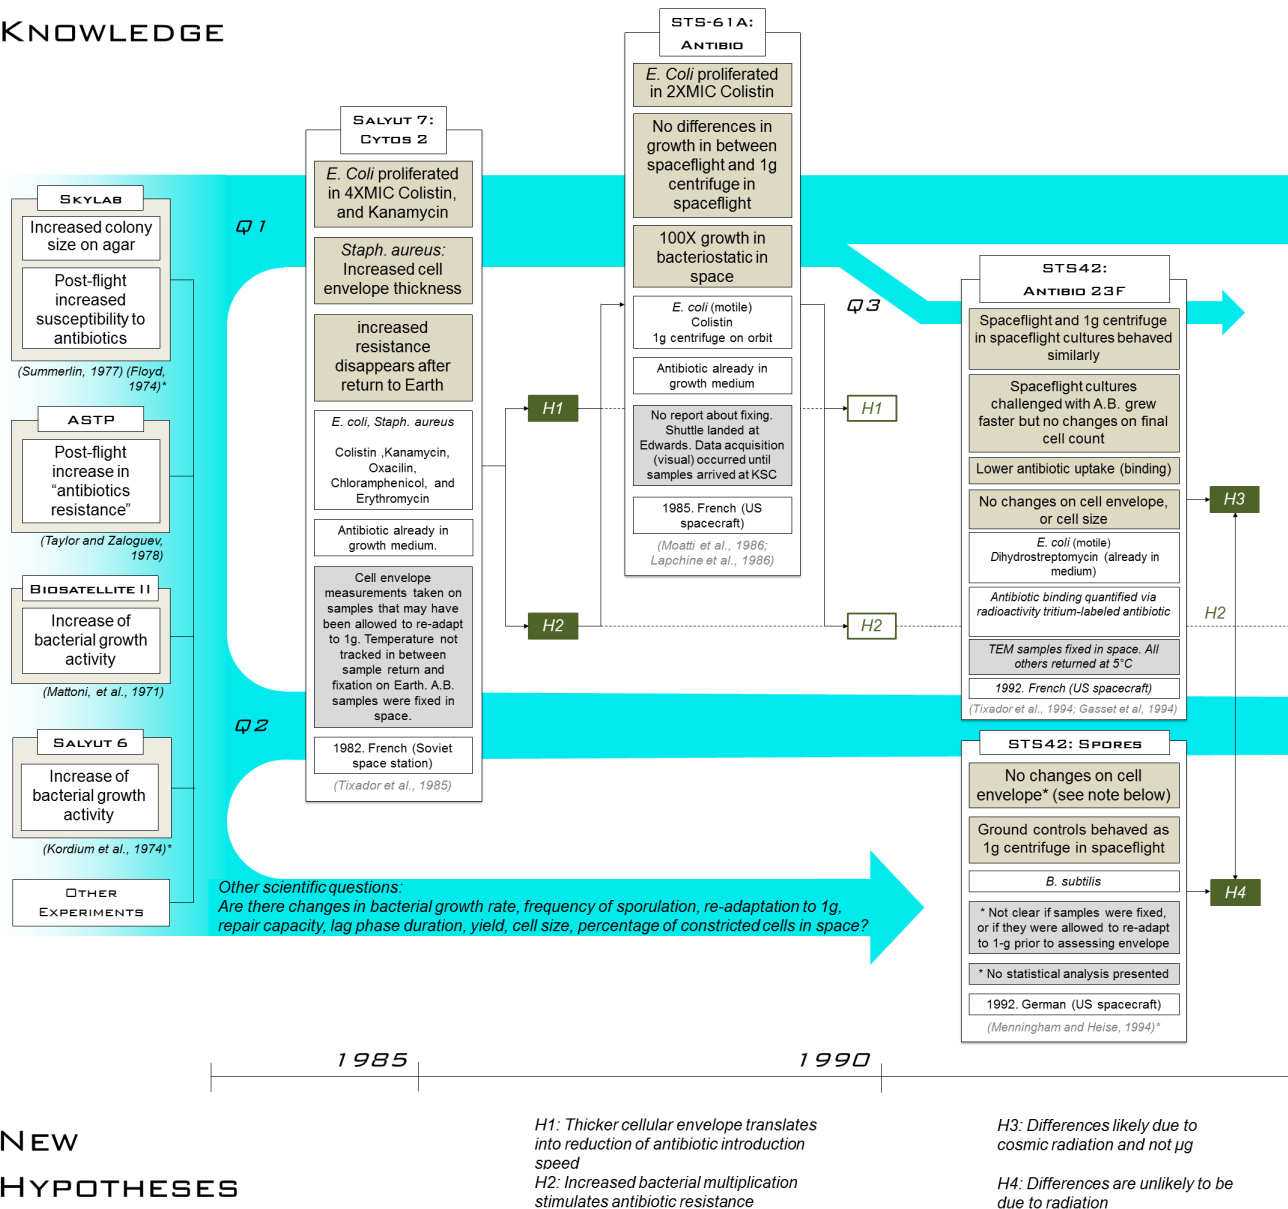 KNOWLEDGE
SKYLAB
Increased colony
size on agar
Post-flight
increased
susceptibility to
antibiotics
(Summerlin, 1977) (Floyd,
1974)*
ASTP
Post-flight
increase in
“antibiotics
resistance”
(Taylor and Zaloguev,
1978)
BIOSATELLITE II
Increase of
bacterial growth
activity
(Mattoni, et al., 1971)
SALYUT 6
Increase of
bacterial growth
activity
(Kordium et al., 1974)*
OTHER
EXPERIMENTS
Q1
Q2
Other scientific questions:
Are there changes in bacterial growth rate, frequency of sporulation, re-adaptation to 1g,
repair capacity, lag phase duration, yield, cell size, percentage of constricted cells in space?
SALYUT 7:
CYTOS 2
E. Coli proliferated
in 4XMIC Colistin,
and Kanamycin
Staph. aureus:
Increased cell
envelope thickness
increased
resistance
disappears after
return to Earth
E. coli, Staph. aureus
Colistin ,Kanamycin,
Oxacilin,
Chloramphenicol, and
Erythromycin
Antibiotic already in
growth medium.
Cell envelope
measurements taken on
samples that may have
been allowed to re-adapt
to 1g. Temperature not
tracked in between
sample return and
fixation on Earth. A.B.
samples were fixed in
space.
1982. French (Soviet
space station)
(Tixador et al., 1985)
H1
H2
STS-61A:
ANTIBIO
E. Coli proliferated
in 2XMIC Colistin
No differences in
growth in between
spaceflight and 1g
centrifuge in
spaceflight
100X growth in
bacteriostatic in
space
E. coli (motile)
Colistin
1g centrifuge on orbit
Antibiotic already in
growth medium
No report about fixing.
Shuttle landed at
Edwards. Data acquisition
(visual) occurred until
samples arrived at KSC
1985. French (US
spacecraft)
(Moatti et al., 1986;
Lapchine et al., 1986)
Q3
H1
H2
STS42:
ANTIBIO 23F
Spaceflight and 1g centrifuge
in spaceflight cultures behaved
similarly
Spaceflight cultures
challenged with A.B. grew
faster but no changes on final
cell count
Lower antibiotic uptake (binding)
No changes on cell envelope,
or cell size
E. coli (motile)
Dihydrostreptomycin (already in
medium)
Antibiotic binding quantified via
radioactivity tritium-labeled antibiotic
TEM samples fixed in space. All
others returned at 5°C
1992. French (US spacecraft)
(Tixador et al., 1994; Gasset et al, 1994)
H3
H2
STS42: SPORES
No changes on cell
envelope* (see note below)
Ground controls behaved as
1g centrifuge in spaceflight
B. subtilis
* Not clear if samples were fixed,
or if they were allowed to re-adapt
to 1-g prior to assessing envelope
* No statistical analysis presented
1992. German (US spacecraft)
(Menningham and Heise, 1994)*
H4
1985
1990
NEW
HYPOTHESES
H1: Thicker cellular envelope translates
into reduction of antibiotic introduction
speed
H2: Increased bacterial multiplication
stimulates antibiotic resistance
H3: Differences likely due to
cosmic radiation and not µg
H4: Differences are unlikely to be
due to radiation